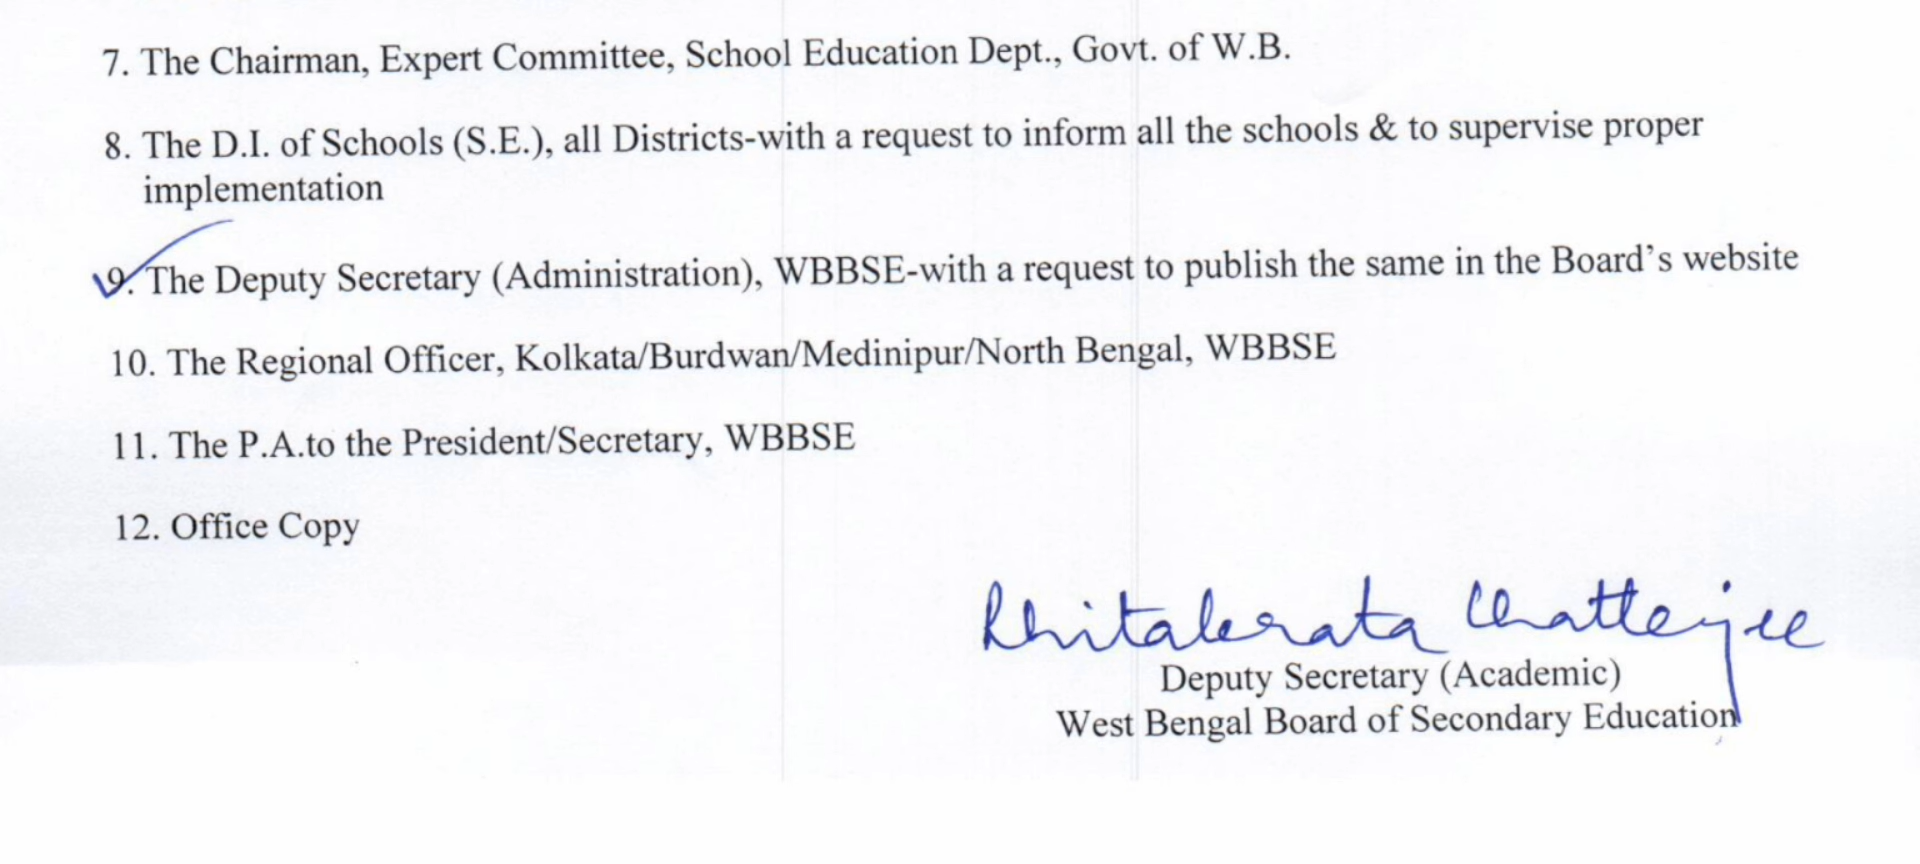 7. The Chairman, Expert Committee, School Education Dept., Govt. of W.B.
8. The D.I. of Schools (S.E.), all Districts-with a request to inform all the schools & to supervise proper
implementation
9. The Deputy Secretary (Administration), WBBSE-with a request to publish the same in the Board's website
10. The Regional Officer, Kolkata/Burdwan/Medinipur/North Bengal, WBBSE
11. The P.A.to the President/Secretary, WBBSE
12. Office Copy
Chatterjee
Deputy Secretary (Academic)
West Bengal Board of Secondary Education